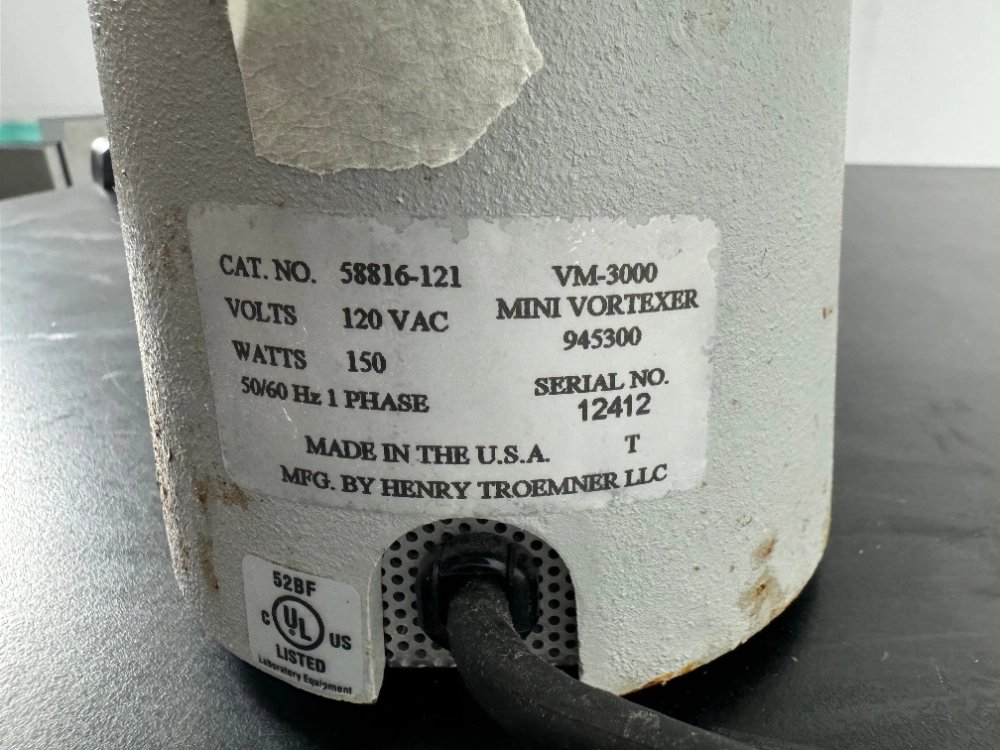 CAT. NO. 58816-121
VOLTS 120 VAC
WATTS 150
50/60 Hz 1 PHASE
VM-3000
MINI VORTEXER
945300
SERIAL NO.
12412
MADE IN THE U.S.A. T
MFG. BY HENRY TROEMNER LLC
52BF
C UL US
LISTED
Laboratory Equipment